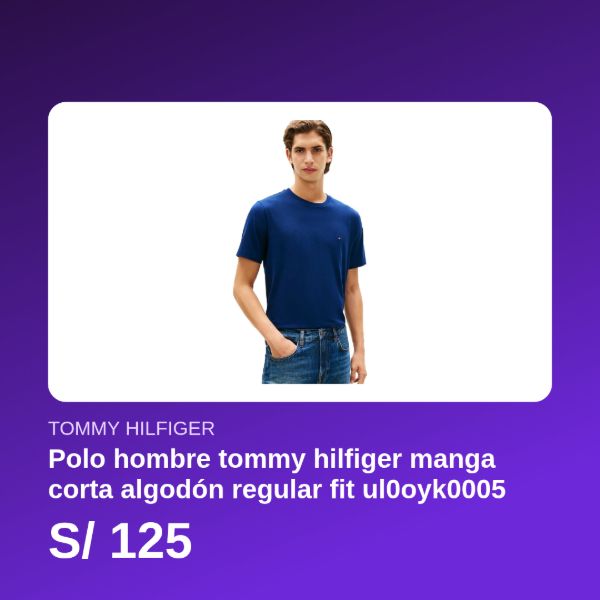 TOMMY HILFIGER
Polo hombre tommy hilfiger manga
corta algodón regular fit ul0oyk0005
S/ 125